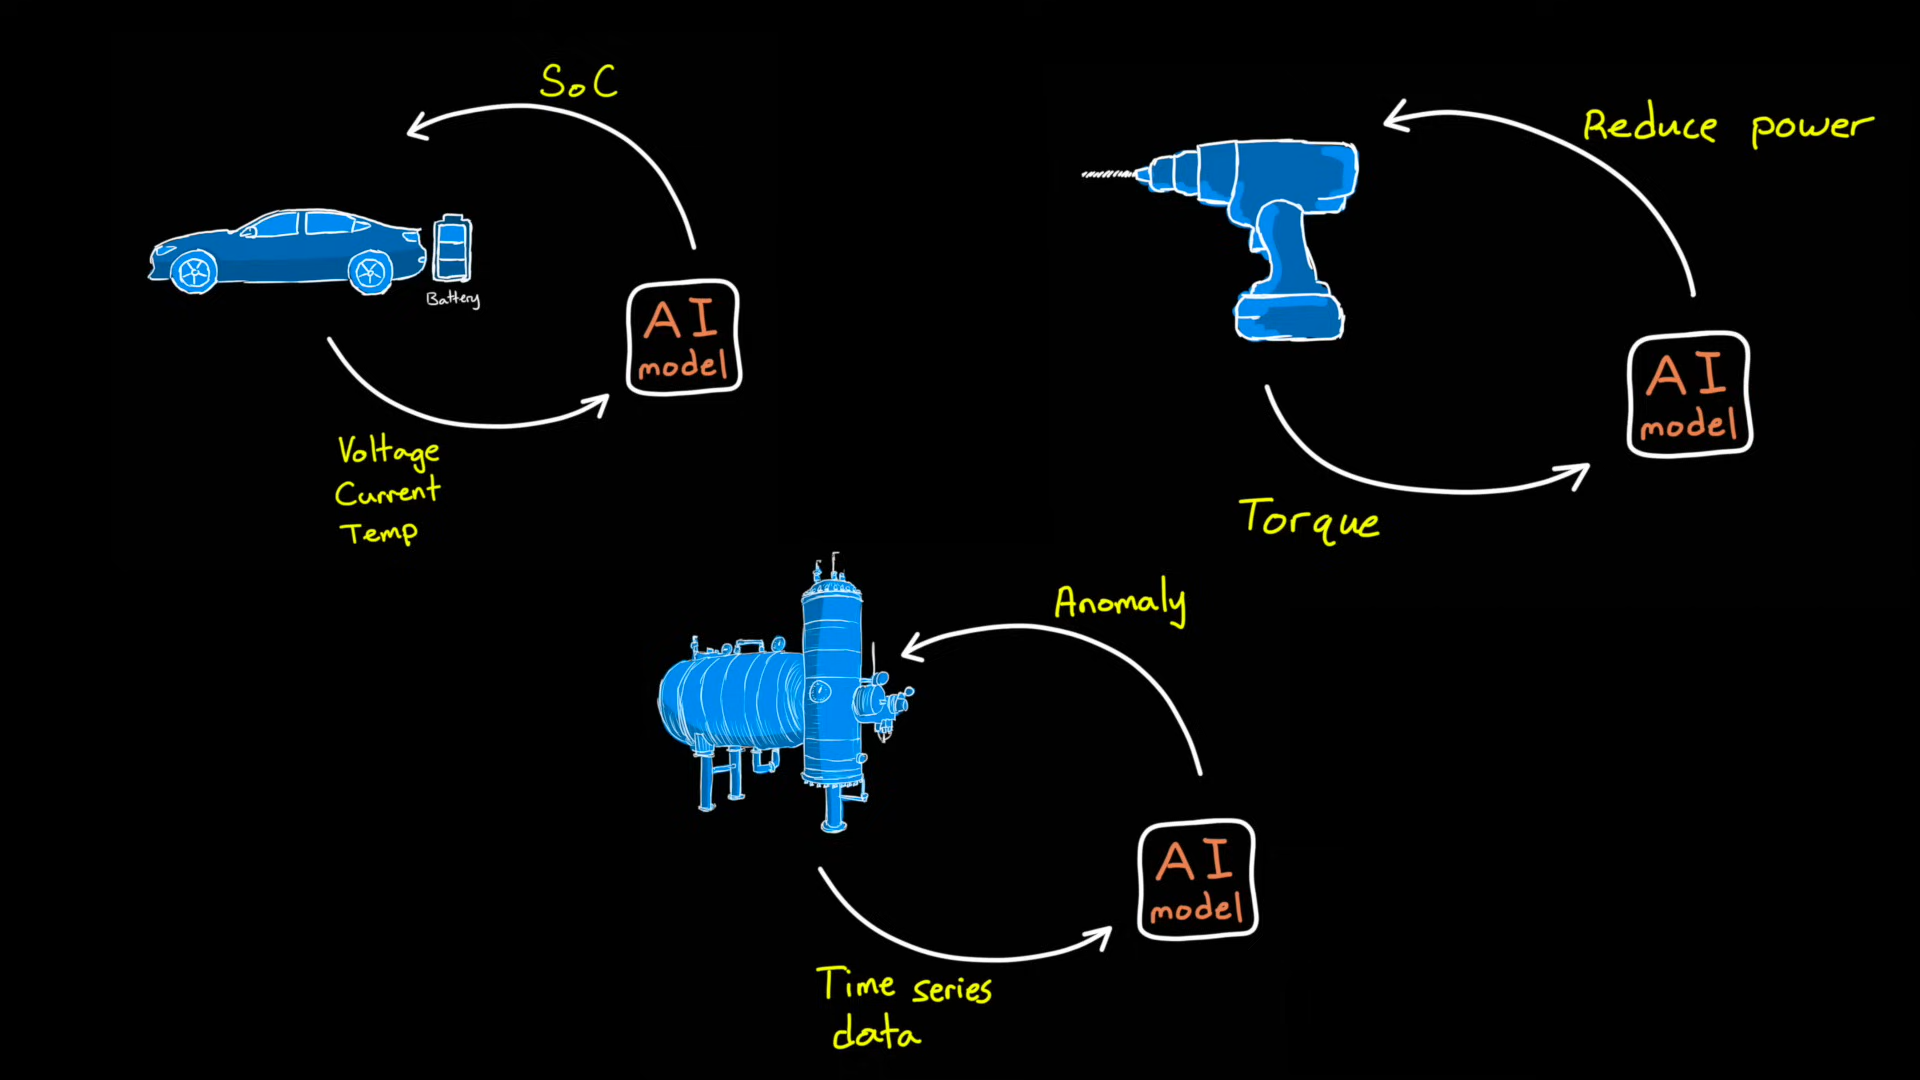 SoC
Battery
AI
model
Voltage
Current
Temp
Reduce power
AI
model
Torque
Anomaly
AI
model
Time series
data